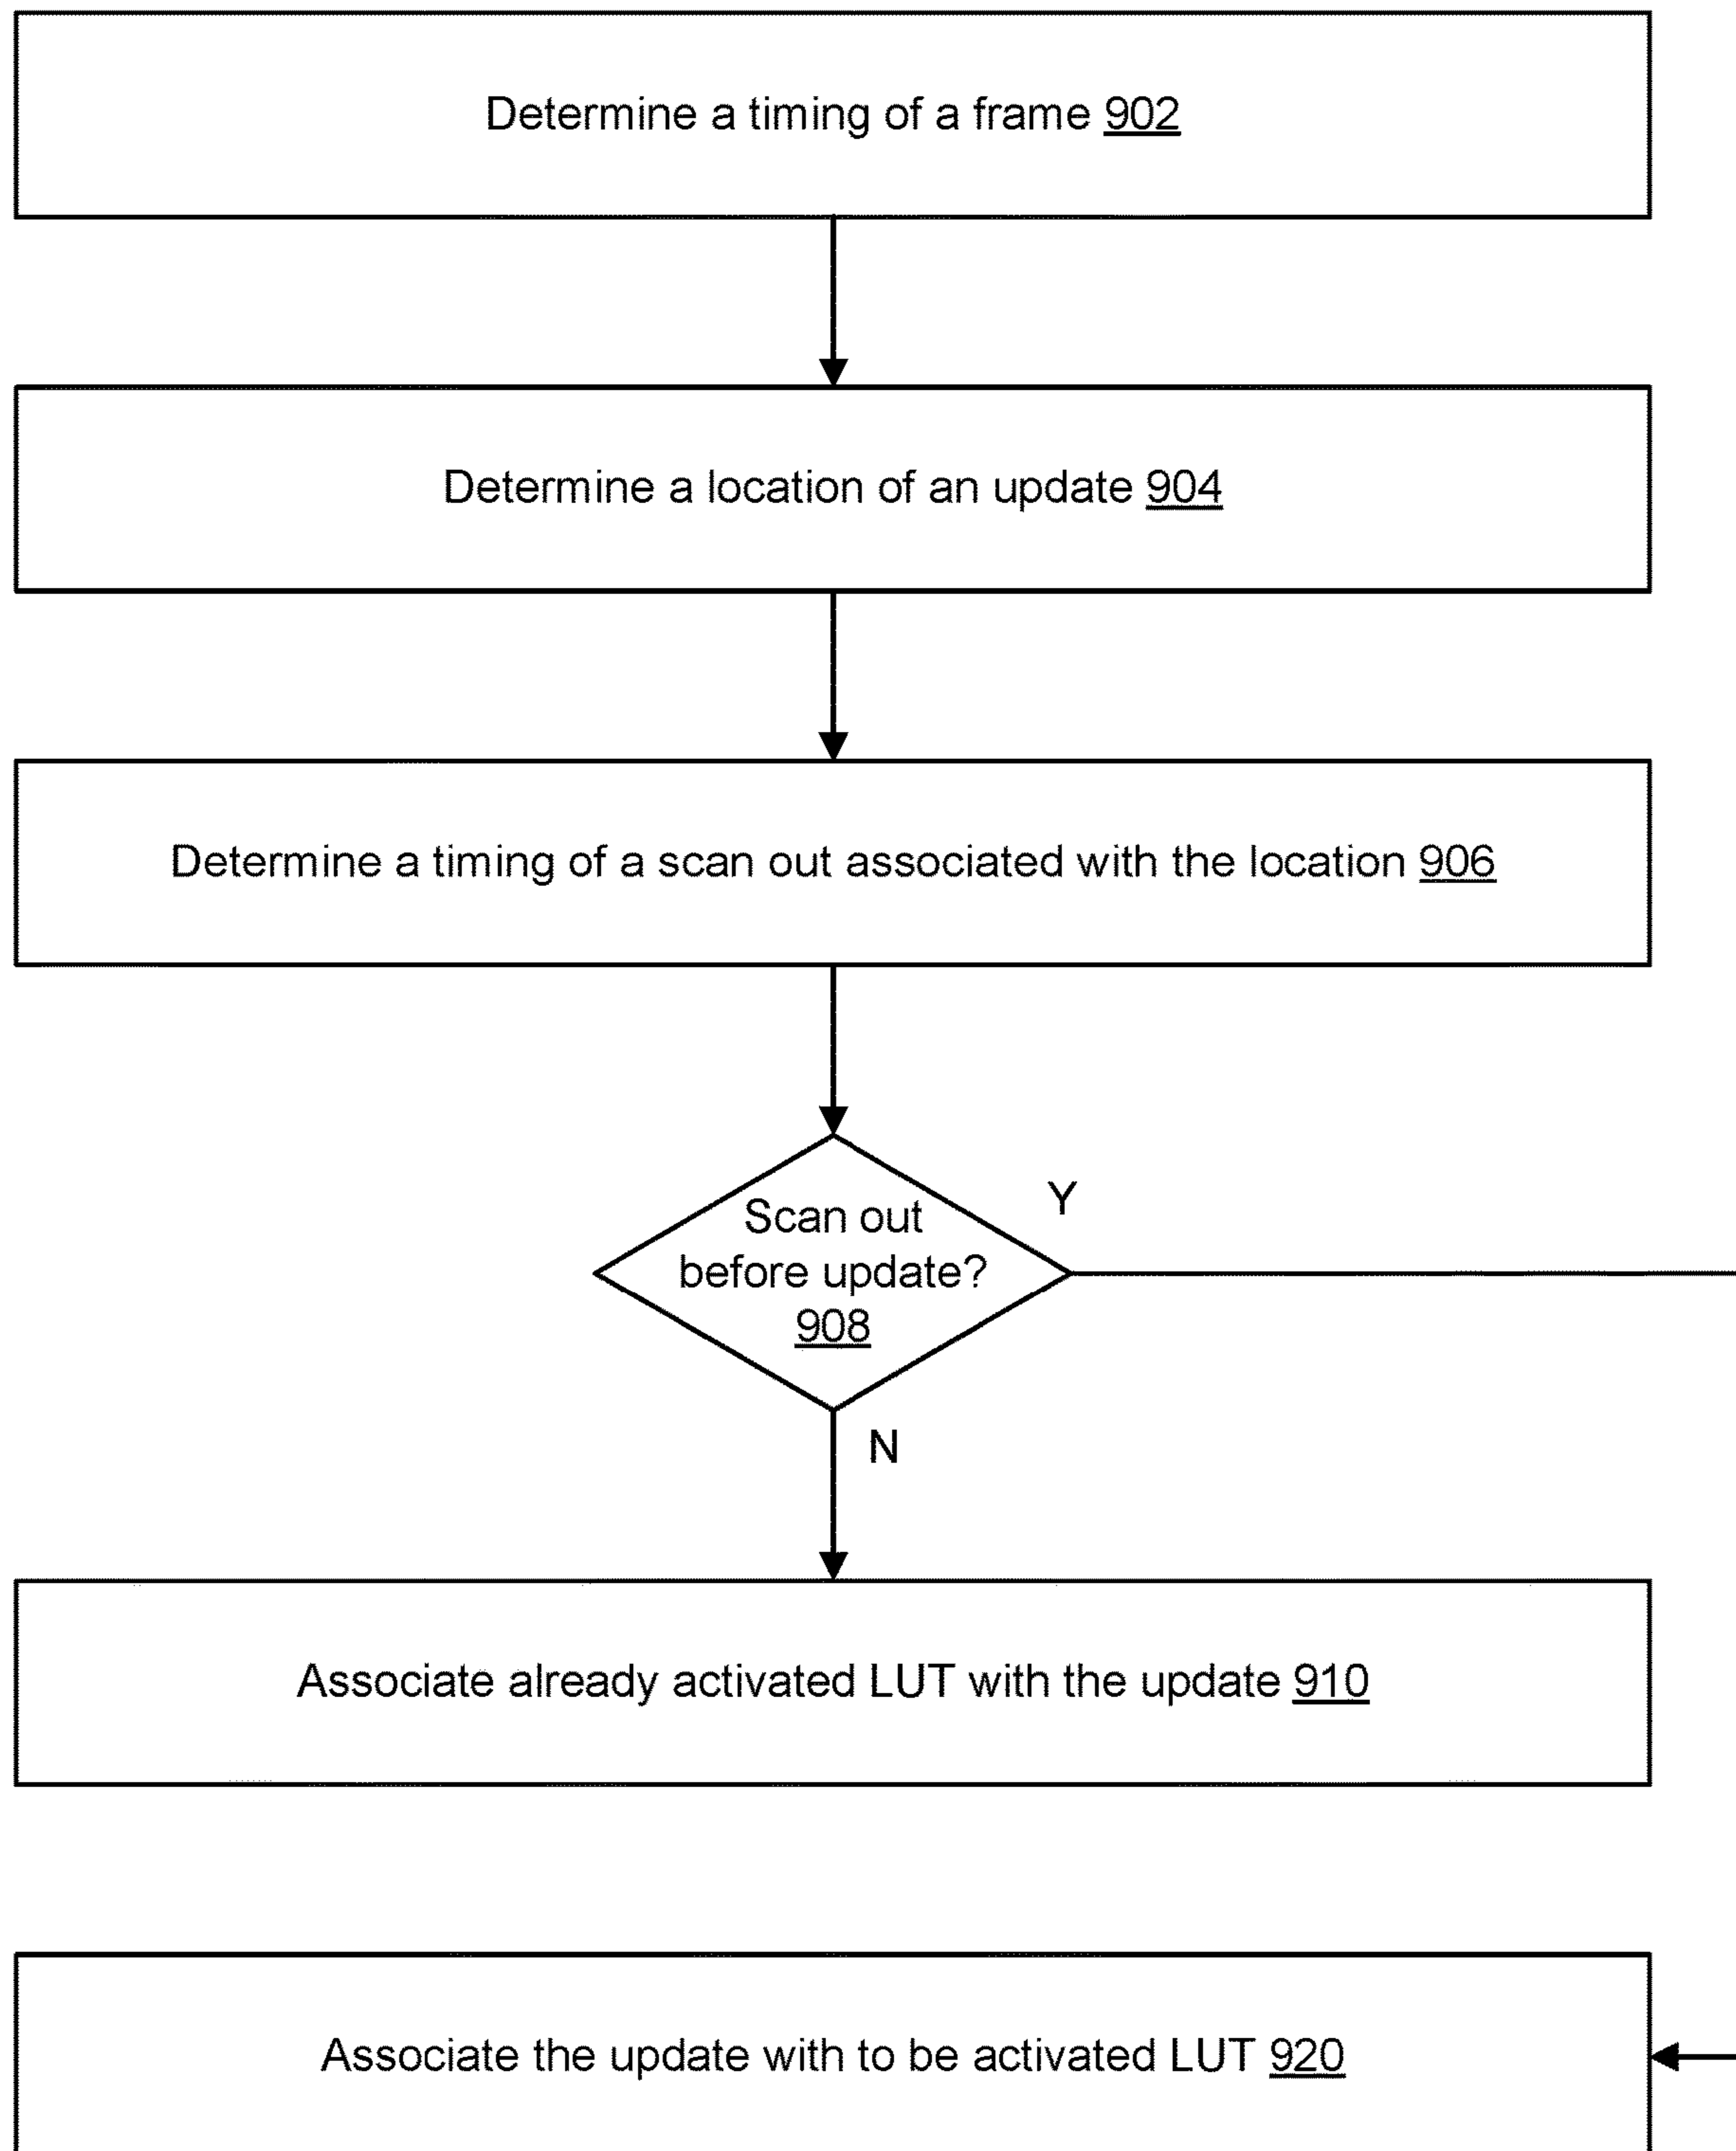 Determine a timing of a frame 902
Determine a location of an update 904
Determine a timing of a scan out associated with the location 906
Scan out
before update?
908
Y
N
Associate already activated LUT with the update 910
Associate the update with to be activated LUT 920